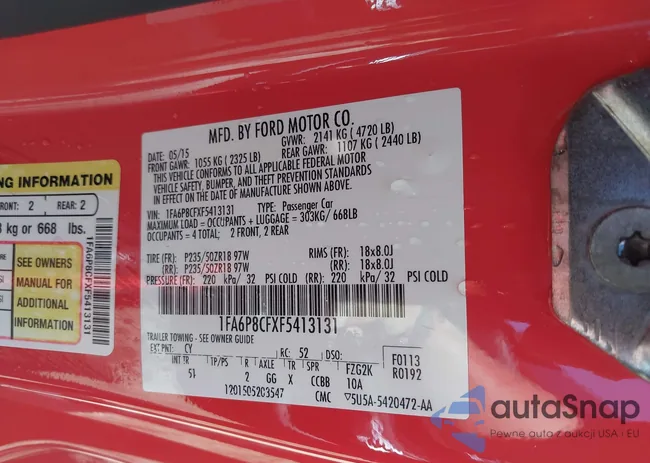 NG INFORMATION
FRONT: 2 REAR: 2
3 kg or 668 lbs.
SEE OWNERS
MANUAL FOR
ADDITIONAL
INFORMATION
1FA6P8CFXF5413131
MFD. BY FORD MOTOR CO.
DATE: 05/15 GVWR: 2141 KG ( 4720 LB)
FRONT GAWR: 1055 KG ( 2325 LB) REAR GAWR: 1107 KG ( 2440 LB)
THIS VEHICLE CONFORMS TO ALL APPLICABLE FEDERAL MOTOR
VEHICLE SAFETY, BUMPER, AND THEFT PREVENTION STANDARDS
IN EFFECT ON THE DATE OF MANUFACTURE SHOWN ABOVE.
VIN: 1FA6P8CFXF5413131 TYPE: Passenger Car
MAXIMUM LOAD = OCCUPANTS + LUGGAGE = 303KG/ 668LB
OCCUPANTS = 4 TOTAL: 2 FRONT, 2 REAR
TIRE (FR): P235/50ZR18 97W RIMS (FR): 18x8.0J
(RR): P235/50ZR18 97W (RR): 18x8.0J
PRESSURE (FR): 220 kPa/ 32 PSI COLD (RR): 220 kPa/ 32 PSI COLD
1FA6P8CFXF5413131
TRAILER TOWING - SEE OWNER GUIDE
EXT PNT: CY RC: 52 DSO: F0113
INT TR TP/PS R AXLE TR SPR FZG2K R0192
S1 2 GG X CCBB 10A
1201505203547 CMC ▽5U5A-5420472-AA
autaSnap
Pewne auta z aukcji USA i EU